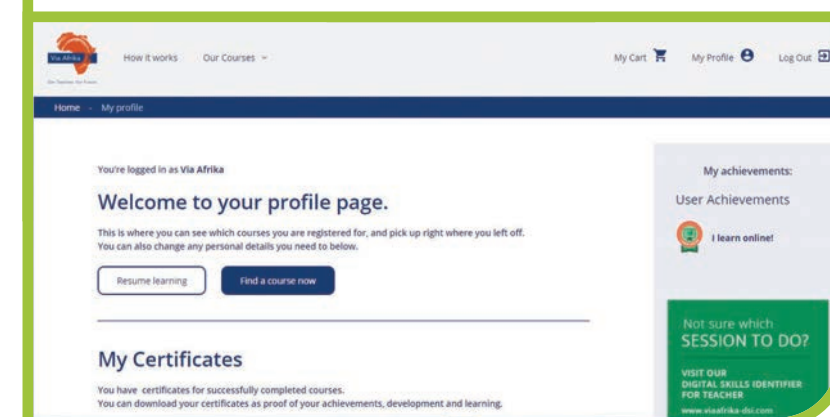 Via Afrika
How it works
Our Courses
My Cart
My Profile
Log Out
Home - My profile
You're logged in as Via Afrika
Welcome to your profile page.
This is where you can see which courses you are registered for, and pick up right where you left off.
You can also change any personal details you need to below.
Resume learning
Find a course now
My Certificates
You have certificates for successfully completed courses.
You can download your certificates as proof of your achievements, development and learning.
My achievements:
User Achievements
I learn online!
Not sure which
SESSION TO DO?
VISIT OUR
DIGITAL SKILLS IDENTIFIER
FOR TEACHER
www.viaafrika-dsi.com